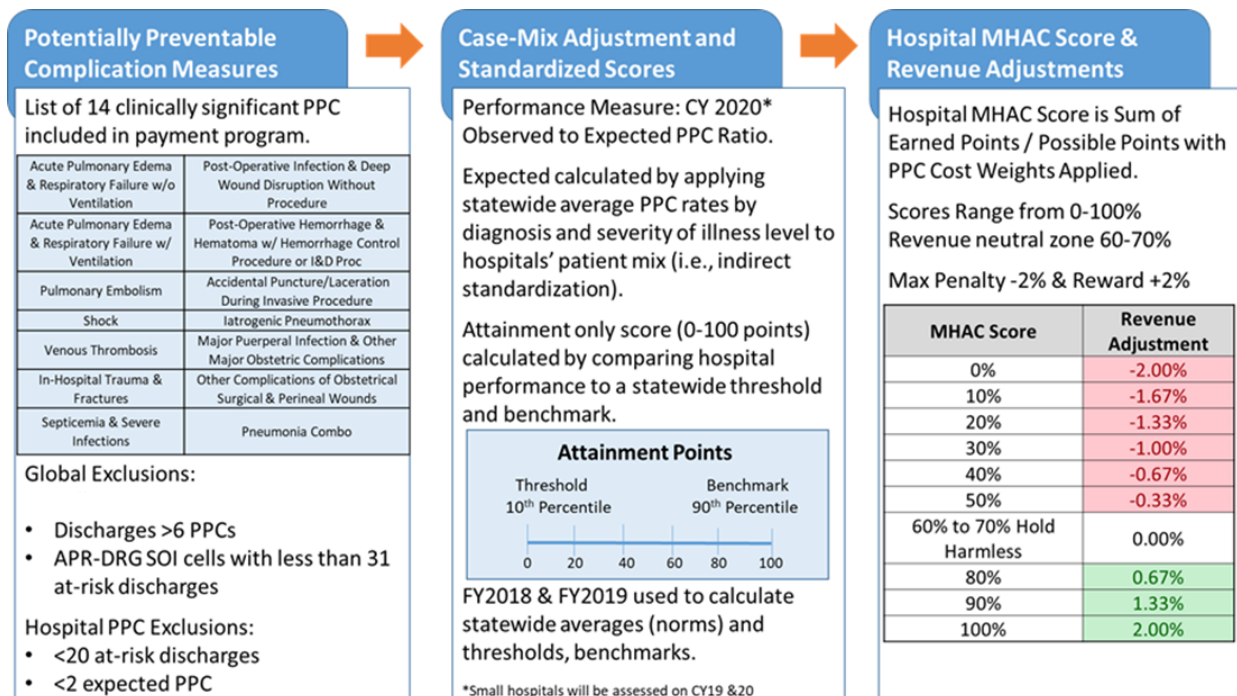 Potentially Preventable
Complication Measures
List of 14 clinically significant PPC
included in payment program.
Acute Pulmonary Edema
& Respiratory Failure w/o
Ventilation
Post-Operative Infection & Deep
Wound Disruption Without
Procedure
Acute Pulmonary Edema
& Respiratory Failure w/
Ventilation
Post-Operative Hemorrhage &
Hematoma w/ Hemorrhage Control
Procedure or I&D Proc
Pulmonary Embolism
Accidental Puncture/Laceration
During Invasive Procedure
Shock
Iatrogenic Pneumothorax
Venous Thrombosis
Major Puerperal Infection & Other
Major Obstetric Complications
In-Hospital Trauma &
Fractures
Other Complications of Obstetrical
Surgical & Perineal Wounds
Septicemia & Severe
Infections
Pneumonia Combo
Global Exclusions:
• Discharges >6 PPCs
• APR-DRG SOI cells with less than 31
at-risk discharges
Hospital PPC Exclusions:
• <20 at-risk discharges
• <2 expected PPC
Case-Mix Adjustment and
Standardized Scores
Performance Measure: CY 2020*
Observed to Expected PPC Ratio.
Expected calculated by applying
statewide average PPC rates by
diagnosis and severity of illness level to
hospitals' patient mix (i.e., indirect
standardization).
Attainment only score (0-100 points)
calculated by comparing hospital
performance to a statewide threshold
and benchmark.
Attainment Points
Threshold
10th Percentile
Benchmark
90th Percentile
0 20 40 60 80 100
FY2018 & FY2019 used to calculate
statewide averages (norms) and
thresholds, benchmarks.
*Small hospitals will be assessed on CY19 &20
Hospital MHAC Score &
Revenue Adjustments
Hospital MHAC Score is Sum of
Earned Points / Possible Points with
PPC Cost Weights Applied.
Scores Range from 0-100%
Revenue neutral zone 60-70%
Max Penalty -2% & Reward +2%
MHAC Score
Revenue
Adjustment
0% -2.00%
10% -1.67%
20% -1.33%
30% -1.00%
40% -0.67%
50% -0.33%
60% to 70% Hold
Harmless
0.00%
80% 0.67%
90% 1.33%
100% 2.00%